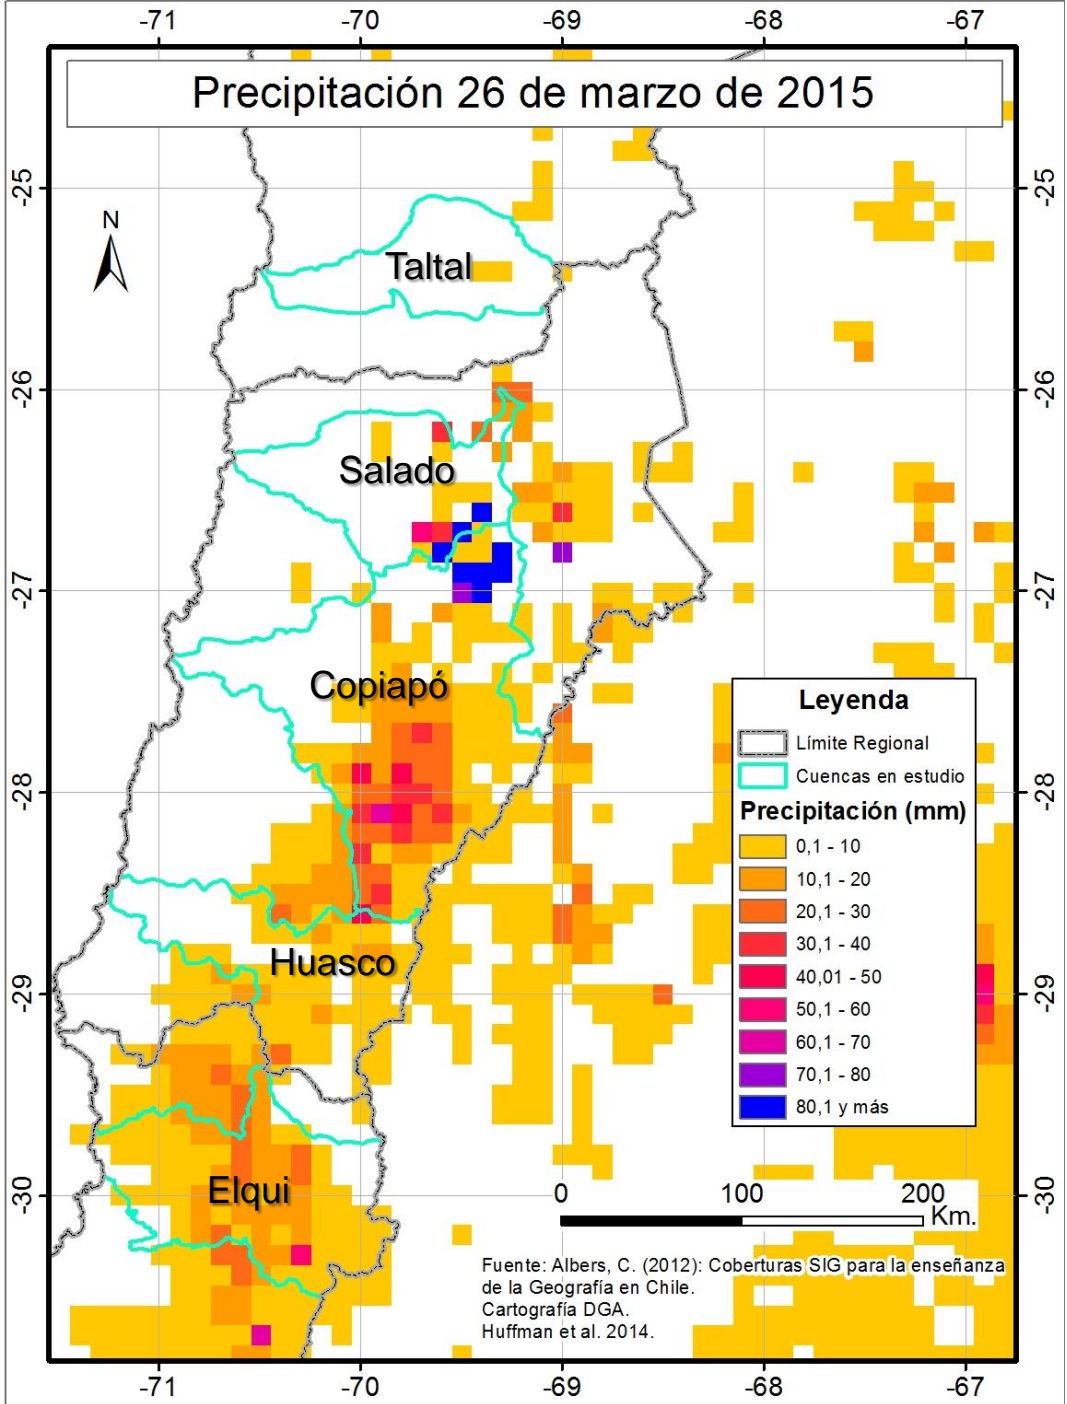 -71 -70 -69 -68 -67
Precipitación 26 de marzo de 2015
-25 -25
N
Taltal
-26 -26
Salado
-27 -27
Copiapó
Leyenda
Límite Regional
Cuencas en estudio
-28 -28
Precipitación (mm)
0,1 - 10
10,1 - 20
20,1 - 30
30,1 - 40
40,01 - 50
50,1 - 60
60,1 - 70
70,1 - 80
80,1 y más
Huasco
-29 -29
Elqui
-30 -30
0 100 200
Km.
Fuente: Albers, C. (2012): Coberturas SIG para la enseñanza
de la Geografía en Chile.
Cartografía DGA.
Huffman et al. 2014.
-71 -70 -69 -68 -67